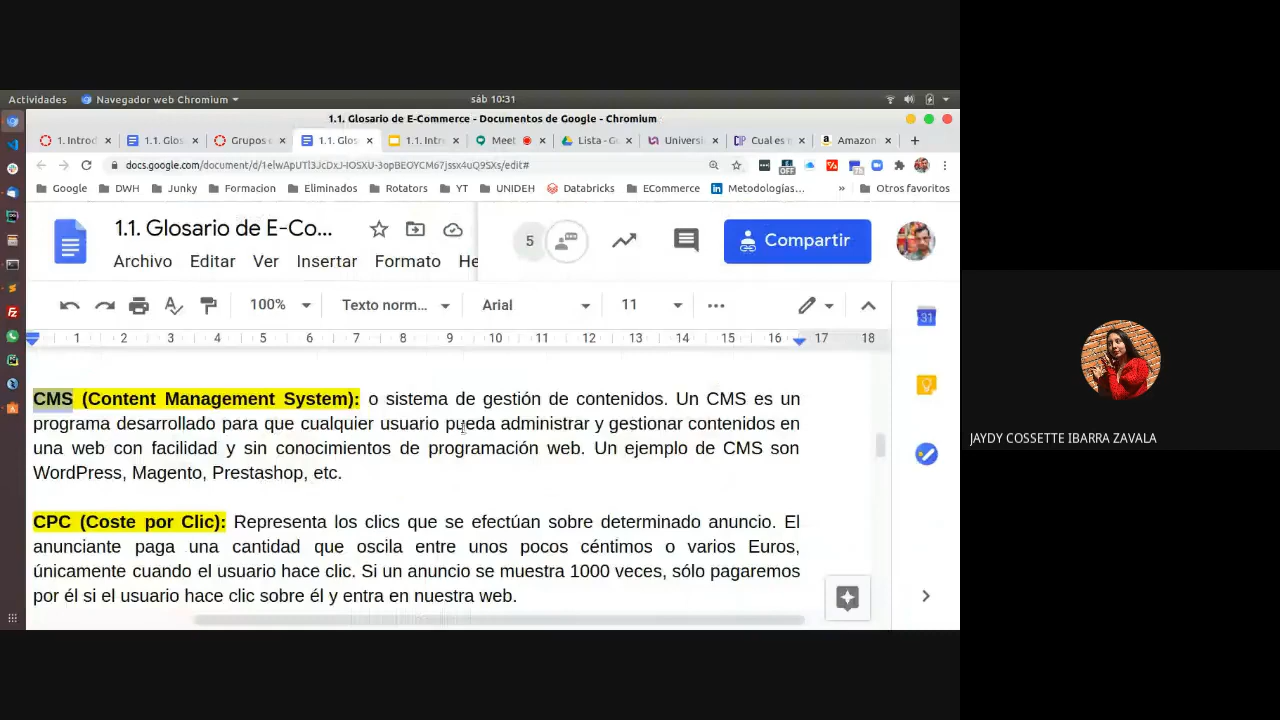 Actividades Navegador web Chromium sáb 10:31
1.1. Glosario de E-Commerce - Documentos de Google - Chromium
1. Introd 1.1. Glos Grupos d 1.1. Glos 1.1. Intro Meet Lista - Go Universi Cual es m Amazon
docs.google.com/document/d/
Google DWH Junky Formacion Eliminados Rotators YT UNIDEH Databricks ECommerce Metodologías... » Otros favoritos
1.1. Glosario de E-Co... 5 Compartir
Archivo Editar Ver Insertar Formato He
100% Texto norm... Arial 11
1 2 3 4 5 6 7 8 9 10 11 12 13 14 15 16 17 18
31
CMS (Content Management System): o sistema de gestión de contenidos. Un CMS es un
programa desarrollado para que cualquier usuario pueda administrar y gestionar contenidos en
una web con facilidad y sin conocimientos de programación web. Un ejemplo de CMS son
WordPress, Magento, Prestashop, etc.
CPC (Coste por Clic): Representa los clics que se efectúan sobre determinado anuncio. El
anunciante paga una cantidad que oscila entre unos pocos céntimos o varios Euros,
únicamente cuando el usuario hace clic. Si un anuncio se muestra 1000 veces, sólo pagaremos
por él si el usuario hace clic sobre él y entra en nuestra web.
JAYDY COSSETTE IBARRA ZAVALA